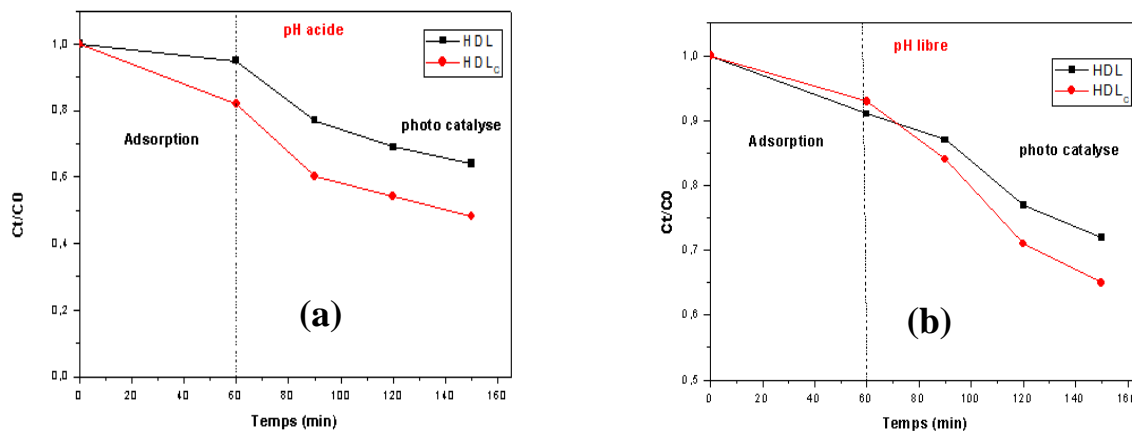 pH acide
HDL
HDLC
Adsorption
photo catalyse
(a)
Ct/C0
1,0
0,8
0,6
0,4
0,2
0,0
0 20 40 60 80 100 120 140 160
Temps (min)
pH libre
HDL
HDLC
Adsorption
photo catalyse
(b)
Ct/C0
1,0
0,9
0,8
0,7
0,6
0,5
0 20 40 60 80 100 120 140 160
Temps (min)